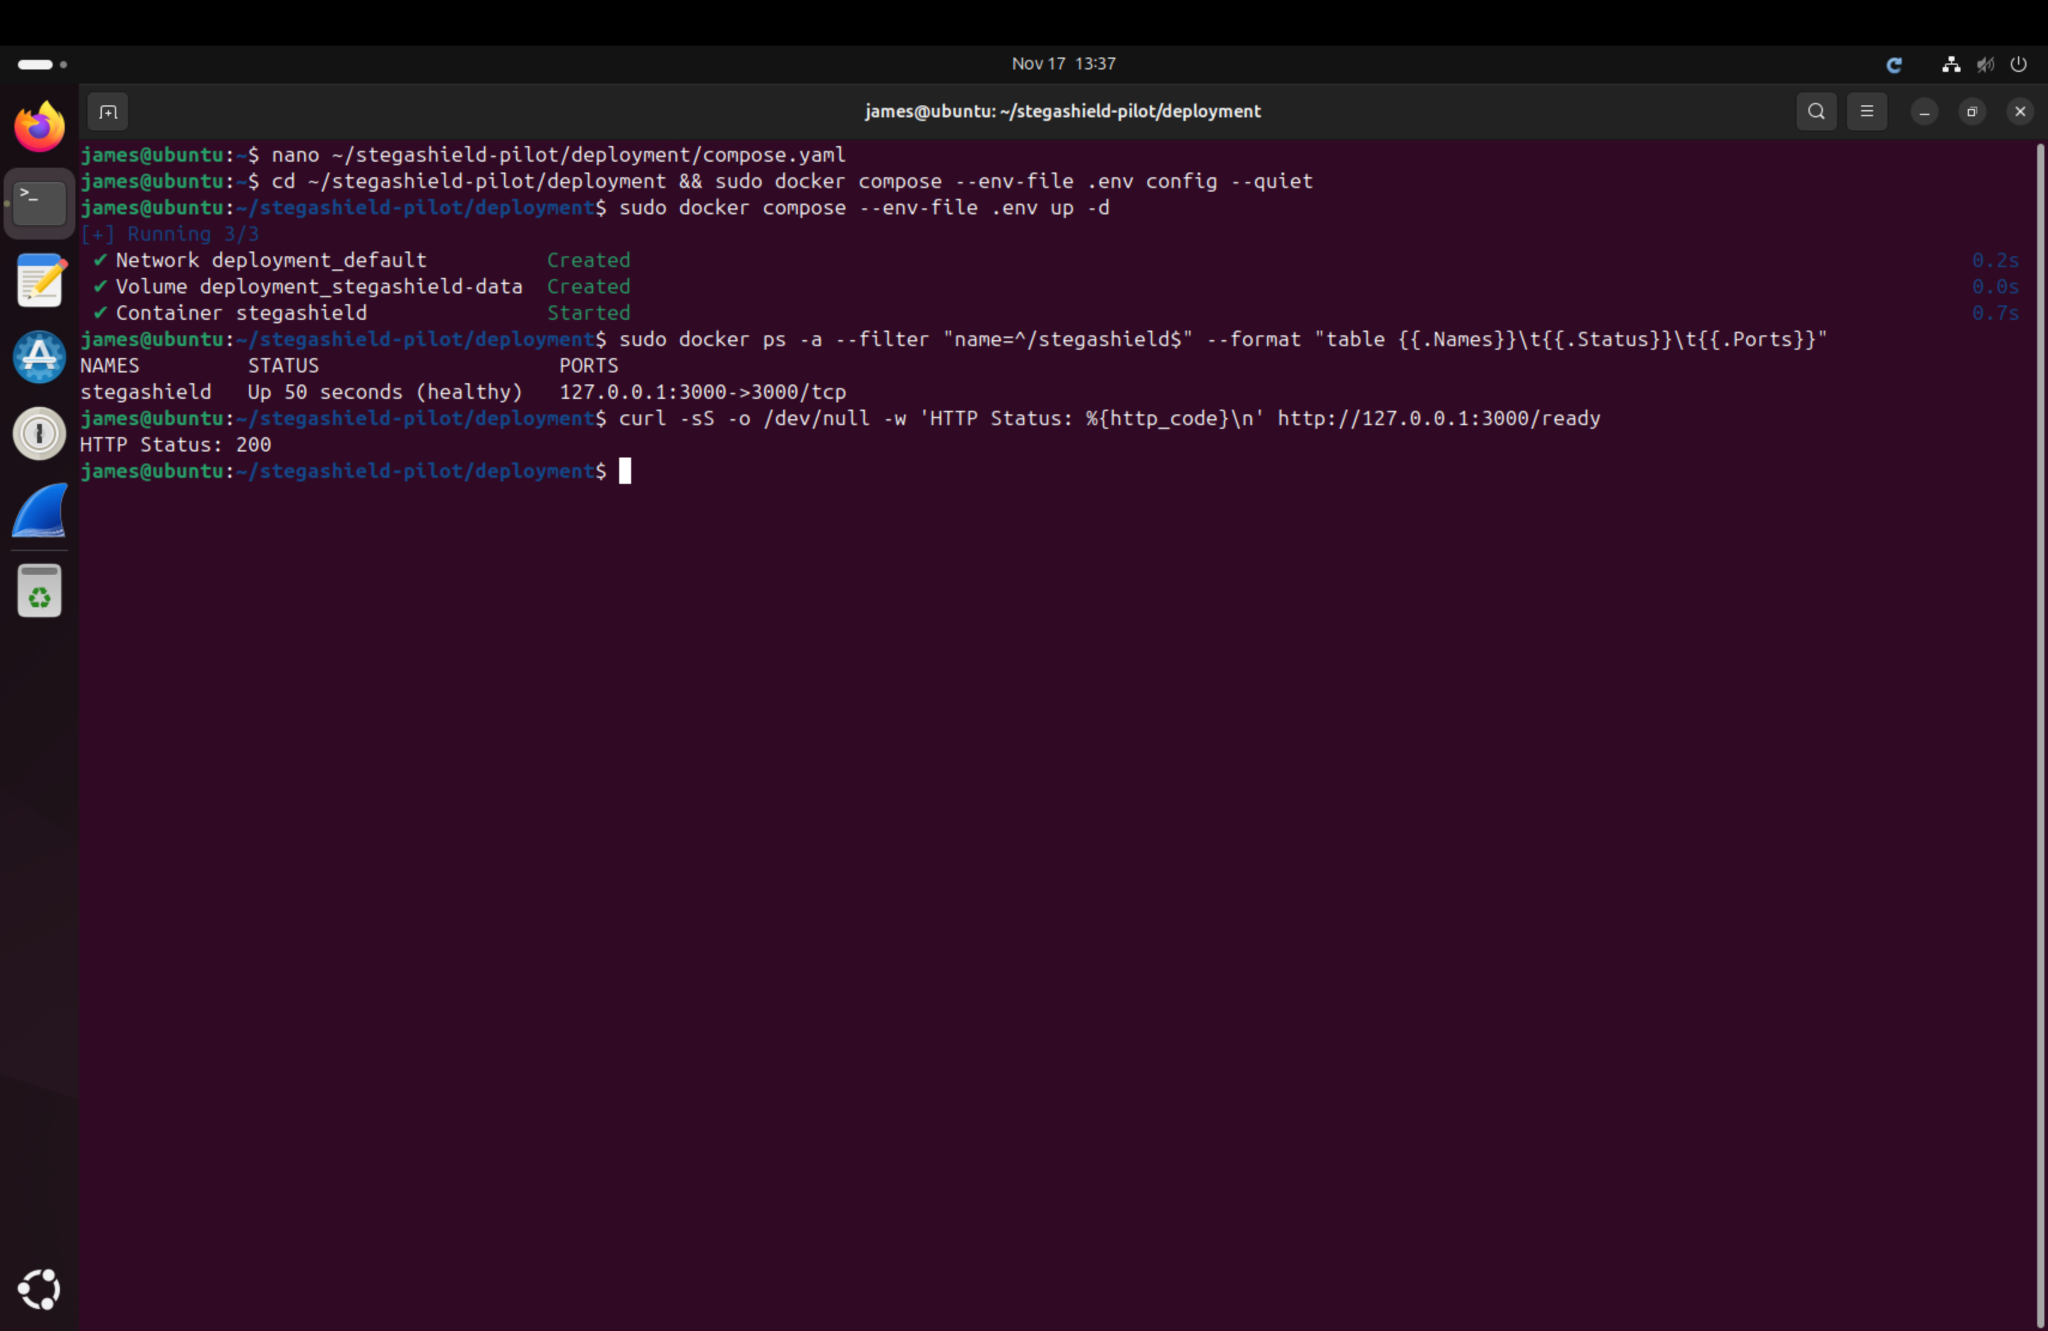 Nov 17 13:37
james@ubuntu: ~/stegashield-pilot/deployment
james@ubuntu:~$ nano ~/stegashield-pilot/deployment/compose.yaml
james@ubuntu:~$ cd ~/stegashield-pilot/deployment && sudo docker compose --env-file .env config --quiet
james@ubuntu:~/stegashield-pilot/deployment$ sudo docker compose --env-file .env up -d
[+] Running 3/3
✔ Network deployment_default Created 0.2s
✔ Volume deployment_stegashield-data Created 0.0s
✔ Container stegashield Started 0.7s
james@ubuntu:~/stegashield-pilot/deployment$ sudo docker ps -a --filter "name=^/stegashield$" --format "table {{.Names}}\t{{.Status}}\t{{.Ports}}"
NAMES STATUS PORTS
stegashield Up 50 seconds (healthy) 127.0.0.1:3000->3000/tcp
james@ubuntu:~/stegashield-pilot/deployment$ curl -sS -o /dev/null -w 'HTTP Status: %{http_code}\n' http://127.0.0.1:3000/ready
HTTP Status: 200
james@ubuntu:~/stegashield-pilot/deployment$